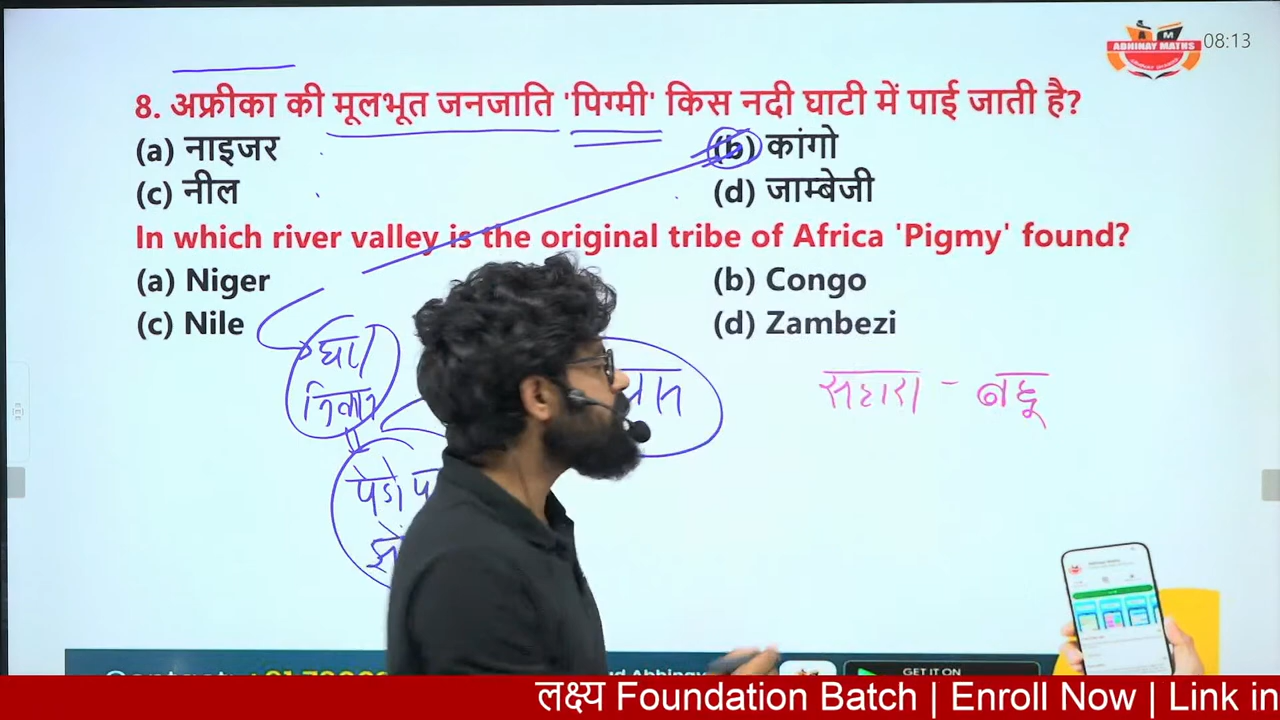 ABHINAY MATHS
08:13
8. अफ्रीका की मूलभूत जनजाति 'पिग्मी' किस नदी घाटी में पाई जाती है?
(a) नाइजर (b) कांगो
(c) नील (d) जाम्बेजी
In which river valley is the original tribe of Africa 'Pigmy' found?
(a) Niger (b) Congo
(c) Nile (d) Zambezi
सहारा - बद्दू
GET IT ON
लक्ष्य Foundation Batch | Enroll Now | Link in